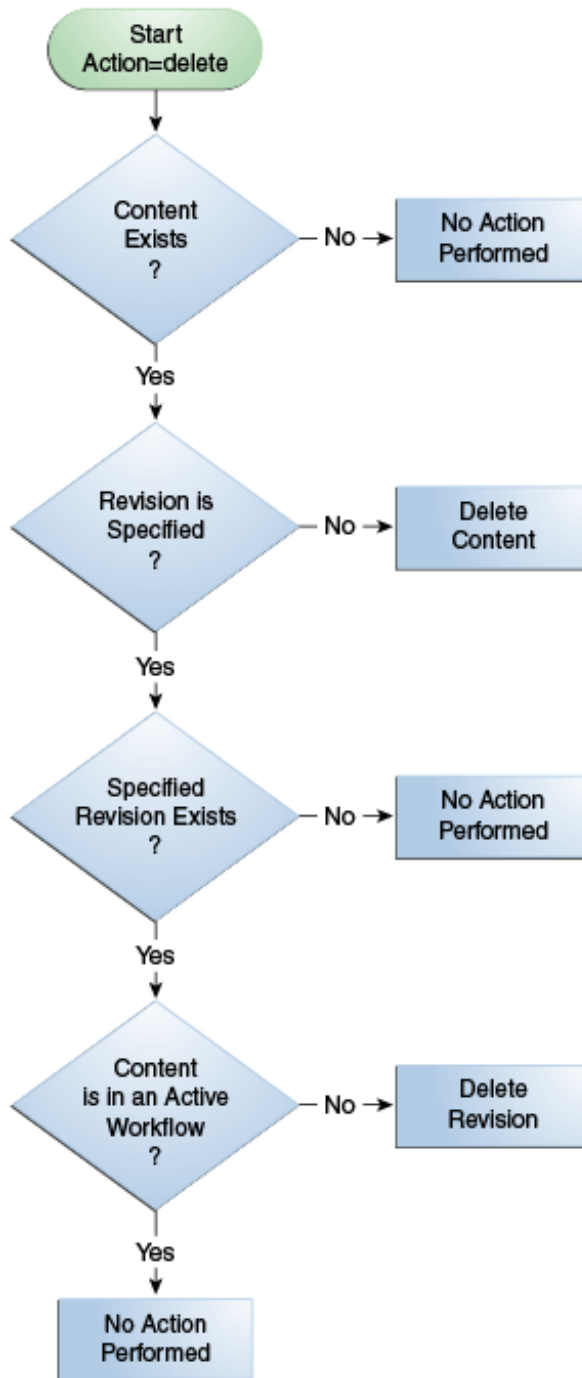 Start
Action=delete
Content
Exists
?
No
No Action
Performed
Yes
Revision is
Specified
?
No
Delete
Content
Yes
Specified
Revision Exists
?
No
No Action
Performed
Yes
Content
is in an Active
Workflow
?
No
Delete
Revision
Yes
No Action
Performed